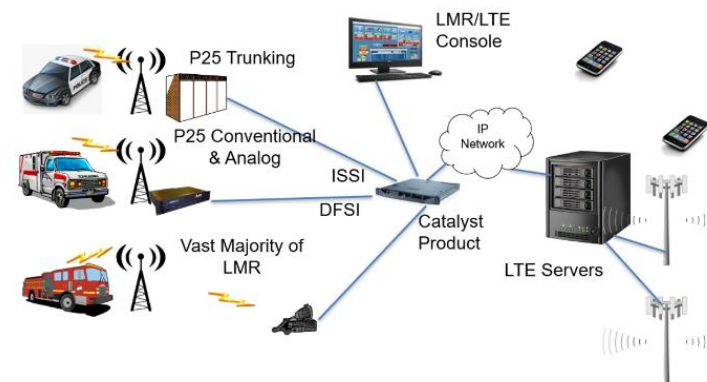 P25 Trunking
LMR/LTE
Console
P25 Conventional
& Analog
IP
Network
ISSI
DFSI
Catalyst
Product
LTE Servers
Vast Majority of
LMR